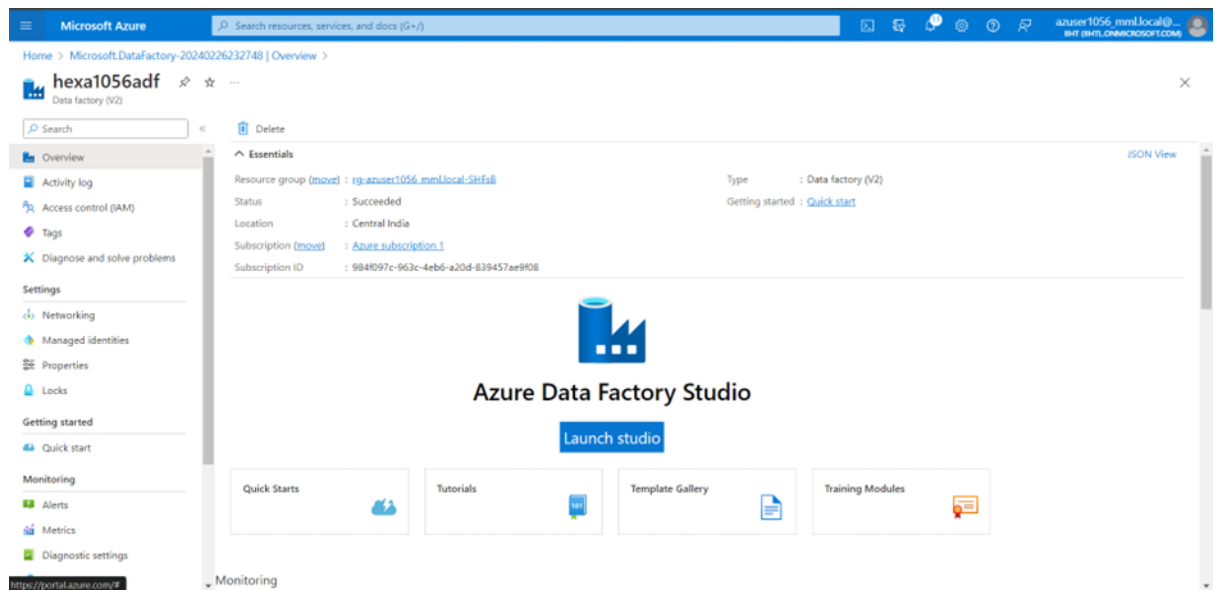 Microsoft Azure
Search resources, services, and docs (G+/)
azuser1056_mml.local@...
BHT (BHTL.ONMICROSOFT.COM)
Home > Microsoft.DataFactory-20240226232748 | Overview >
hexa1056adf
Data factory (V2)
Search
Delete
Overview
Activity log
Access control (IAM)
Tags
Diagnose and solve problems
Settings
Networking
Managed identities
Properties
Locks
Getting started
Quick start
Monitoring
Alerts
Metrics
Diagnostic settings
https://portal.azure.com/#
Essentials
JSON View
Resource group (move) : rg-azuser1056_mml.local-SHFsB
Status : Succeeded
Location : Central India
Subscription (move) : Azure subscription 1
Subscription ID : 984f097c-963c-4eb6-a20d-839457ae9f08
Type : Data factory (V2)
Getting started : Quick start
Azure Data Factory Studio
Launch studio
Quick Starts
Tutorials
101
Template Gallery
Training Modules
Monitoring